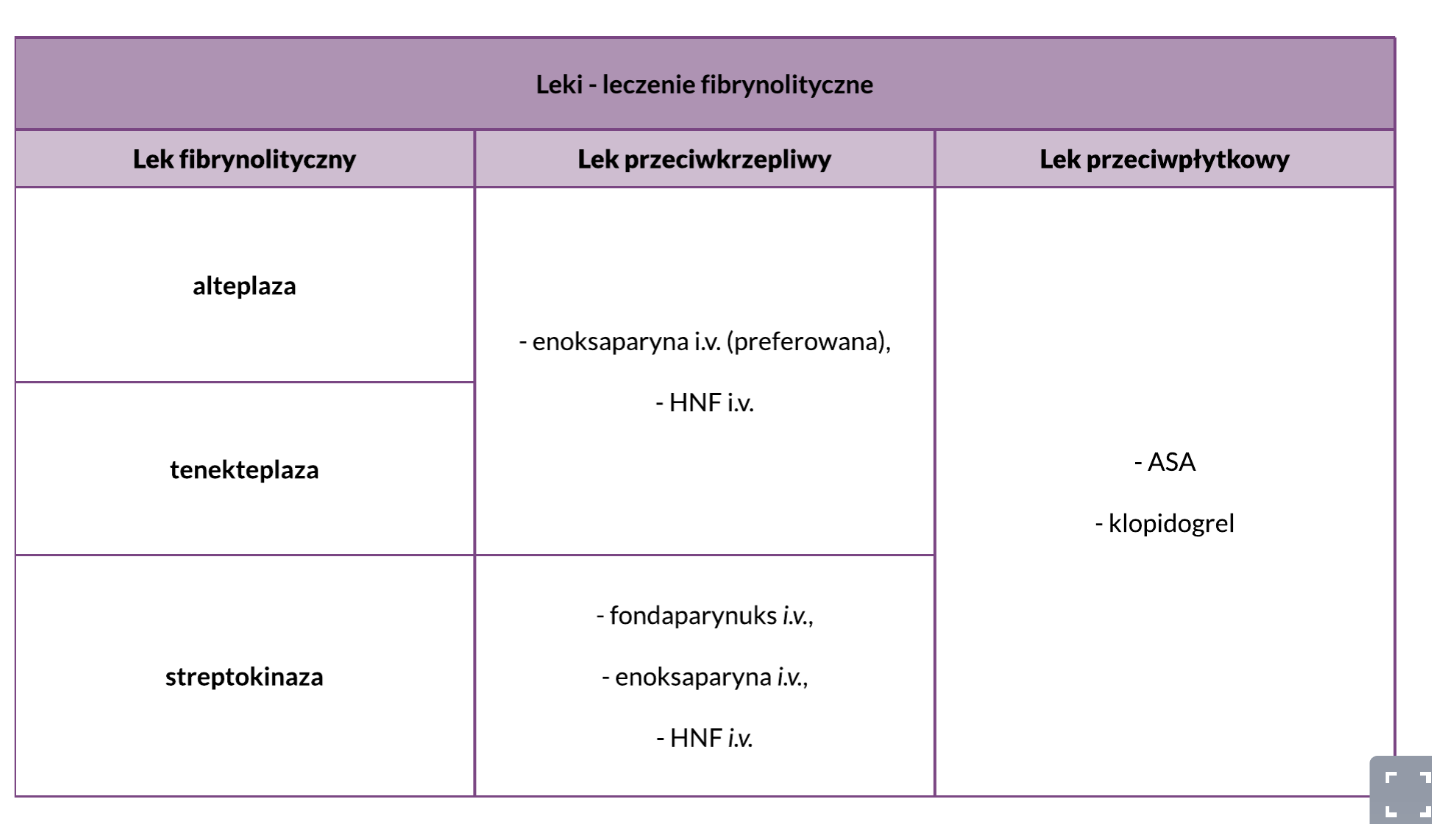 Leki - leczenie fibrynolityczne
Lek fibrynolityczny
Lek przeciwkrzepliwy
Lek przeciwpłytkowy
alteplaza
- enoksaparyna i.v. (preferowana),
- HNF i.v.
tenekteplaza
- ASA
- klopidogrel
streptokinaza
- fondaparynuks i.v.,
- enoksaparyna i.v.,
- HNF i.v.